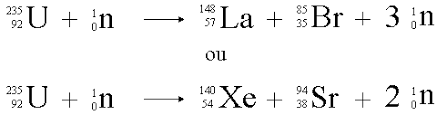 ²³⁵₉₂U + ¹₀n ⟶ ¹⁴⁸₅₇La + ⁸⁵₃₅Br + 3 ¹₀n
ou
²³⁵₉₂U + ¹₀n ⟶ ¹⁴⁰₅₄Xe + ⁹⁴₃₈Sr + 2 ¹₀n